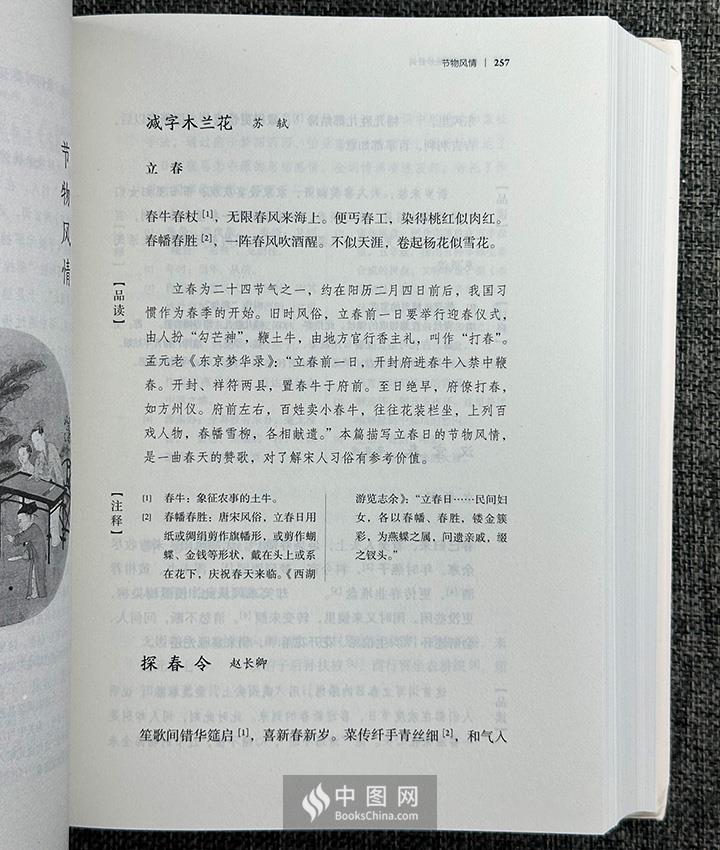 节物风情 | 257
节物风情
减字木兰花 苏 轼
立 春
春牛春杖[1]，无限春风来海上。便丐春工，染得桃红似肉红。
春幡春胜[2]，一阵春风吹酒醒。不似天涯，卷起杨花似雪花。
【品读】
立春为二十四节气之一，约在阳历二月四日前后，我国习
惯作为春季的开始。旧时风俗，立春前一日要举行迎春仪式，
由人扮“勾芒神”，鞭土牛，由地方官行香主礼，叫作“打春”。
孟元老《东京梦华录》：“立春前一日，开封府进春牛入禁中鞭
春。开封、祥符两县，置春牛于府前。至日绝早，府僚打春，
如方州仪。府前左右，百姓卖小春牛，往往花装栏坐，上列百
戏人物，春幡雪柳，各相献遗。”本篇描写立春日的节物风情，
是一曲春天的赞歌，对了解宋人习俗有参考价值。
【注释】
[1] 春牛：象征农事的土牛。
[2] 春幡春胜：唐宋风俗，立春日用
纸或绸绢剪作旗幡形，或剪作蝴
蝶、金钱等形状，戴在头上或系
在花下，庆祝春天来临。《西湖
游览志余》：“立春日……民间妇
女，各以春幡、春胜，镂金簇
彩，为燕蝶之属，问遗亲戚，缀
之钗头。”
探春令 赵长卿
笙歌间错华筵启[1]，喜新春新岁。菜传纤手青丝细[2]，和气入
中图网
BooksChina.com